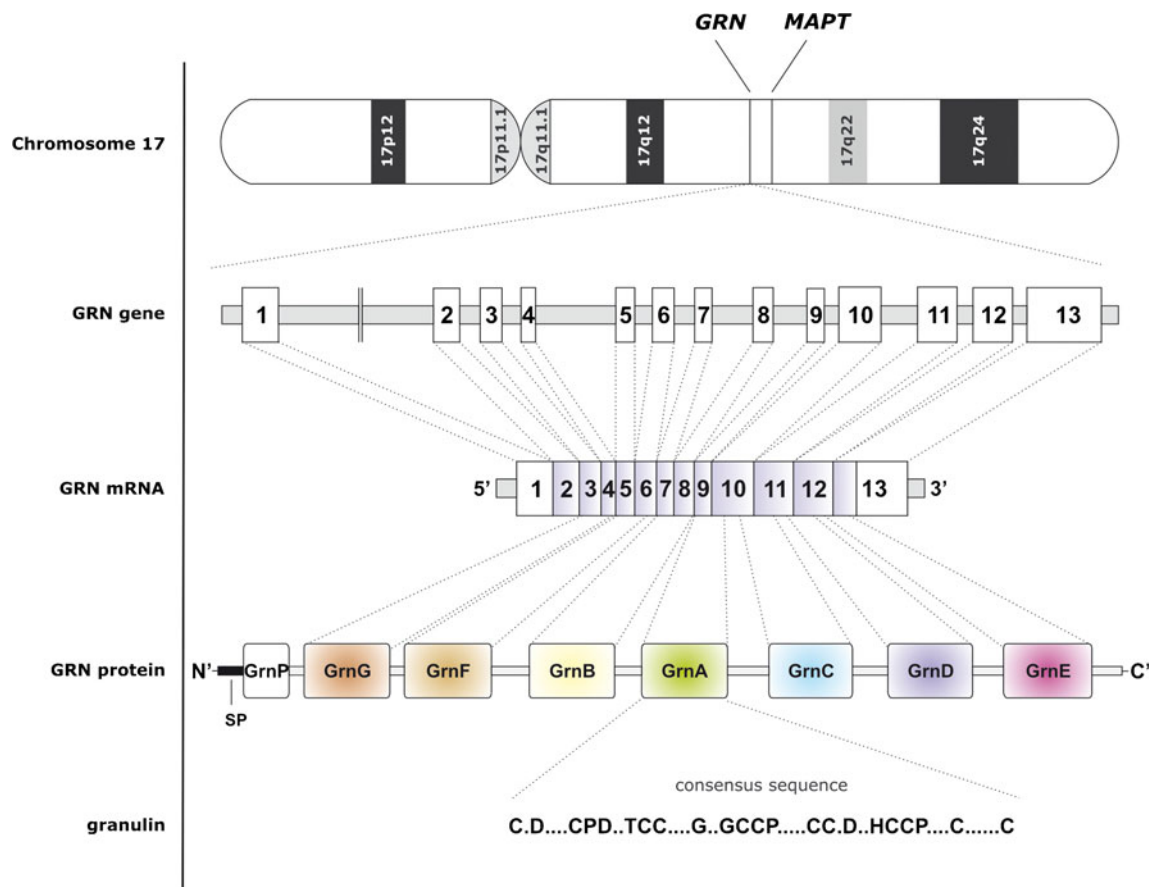 GRN MAPT
Chromosome 17
17p12
17p11.1
17q11.1
17q12
17q22
17q24
GRN gene
1 2 3 4 5 6 7 8 9 10 11 12 13
GRN mRNA
5’ 1 2 3 4 5 6 7 8 9 10 11 12 13 3’
GRN protein
N’ GrnP GrnG GrnF GrnB GrnA GrnC GrnD GrnE C’
SP
consensus sequence
granulin
C.D....CPD..TCC....G..GCCP.....CC.D..HCCP....C......C